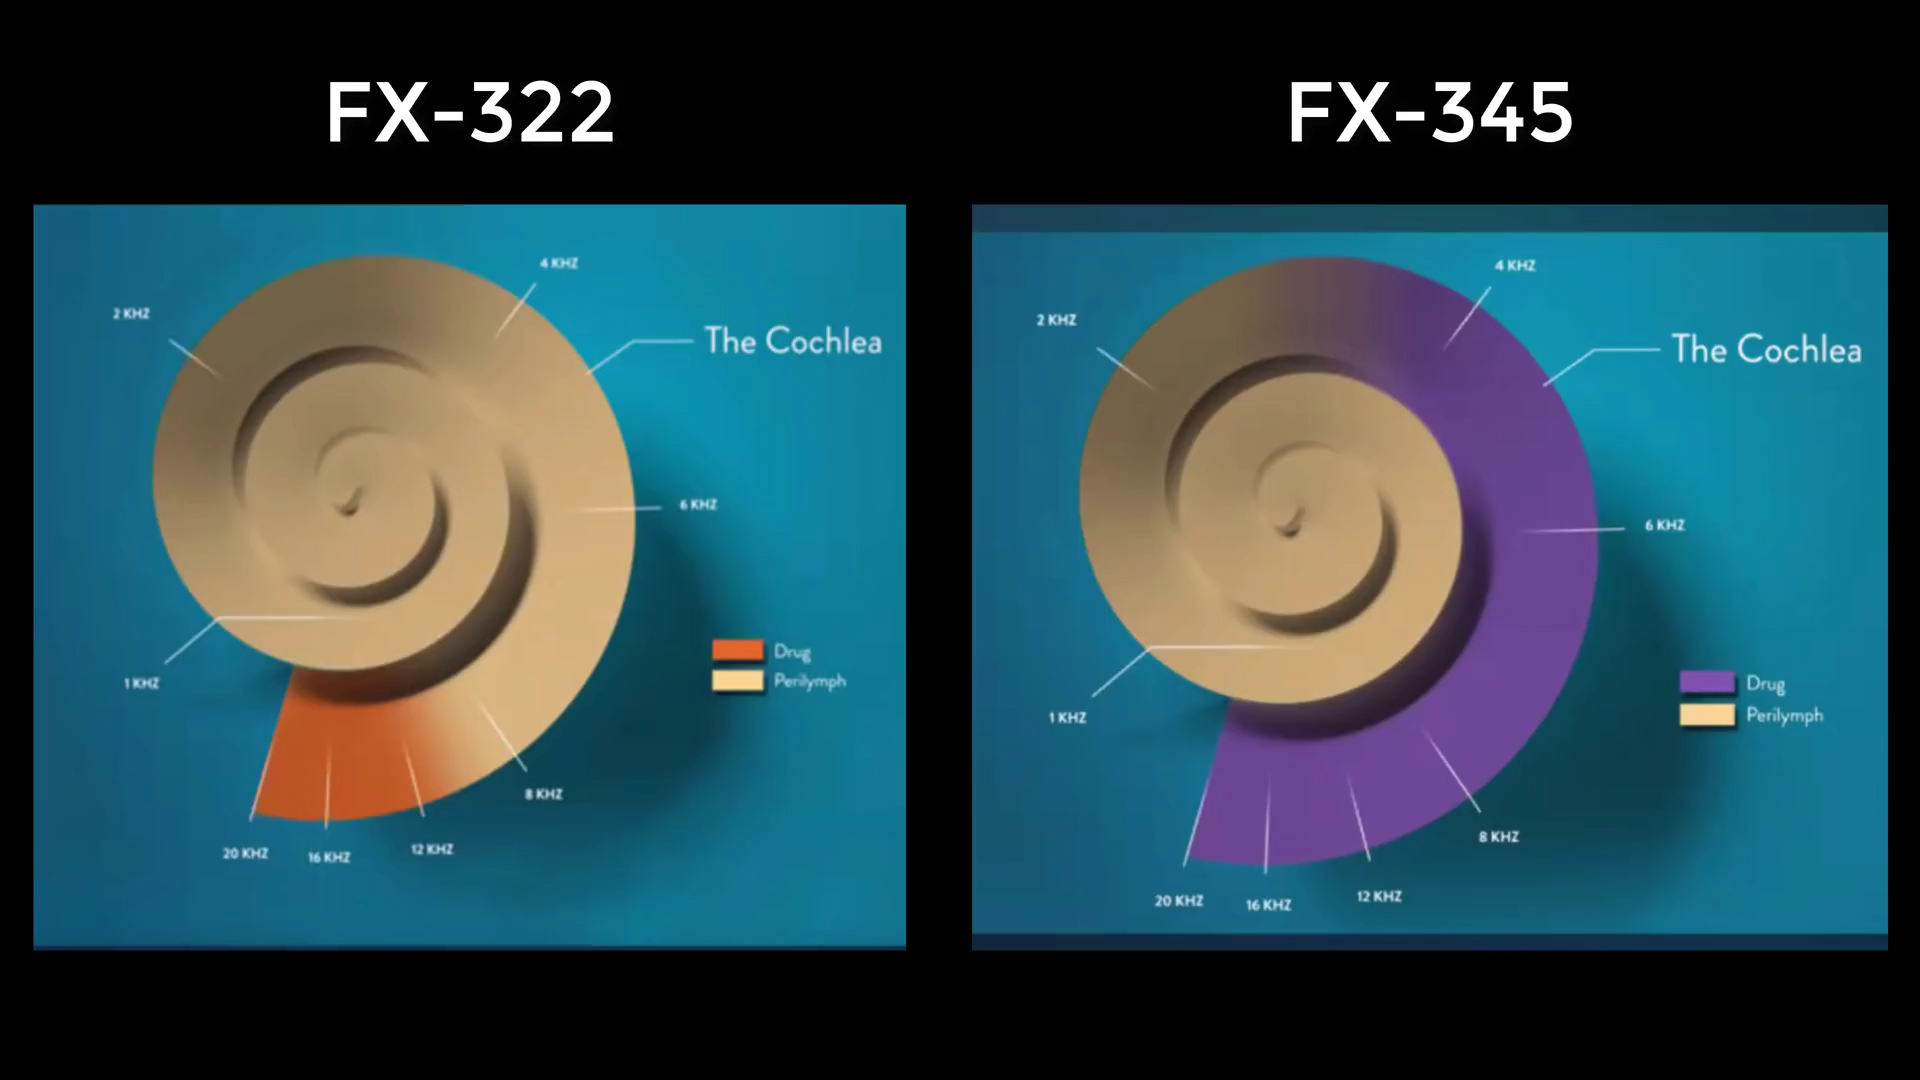 FX-322
FX-345
4 KHZ
2 KHZ
The Cochlea
6 KHZ
Drug
Perilymph
1 KHZ
8 KHZ
20 KHZ
16 KHZ
12 KHZ
4 KHZ
2 KHZ
The Cochlea
6 KHZ
Drug
Perilymph
1 KHZ
8 KHZ
20 KHZ
16 KHZ
12 KHZ